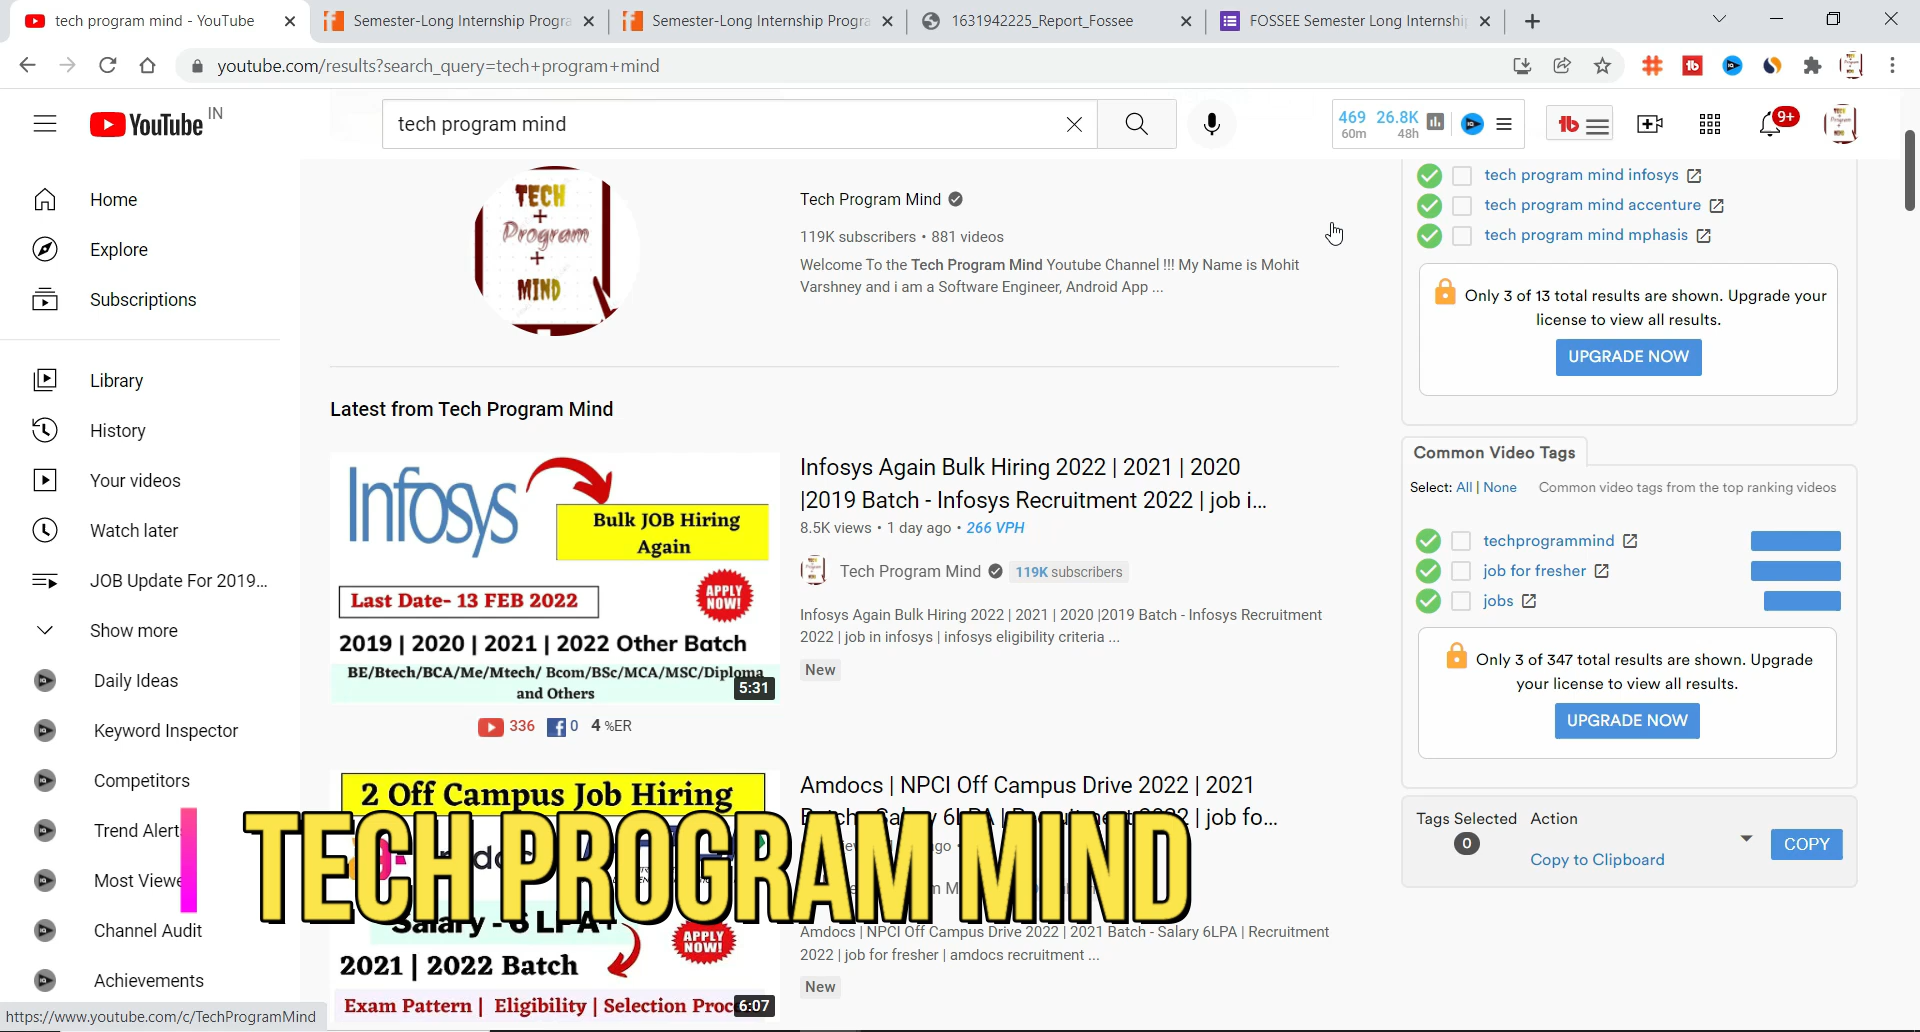 tech program mind - YouTube
Semester-Long Internship Progra
Semester-Long Internship Progra
1631942225_Report_Fossee
FOSSEE Semester Long Internshi
youtube.com/results?search_query=tech+program+mind
YouTube IN
tech program mind
469 26.8K
60m 48h
9+
Home
Explore
Subscriptions
Library
History
Your videos
Watch later
JOB Update For 2019...
Show more
Daily Ideas
Keyword Inspector
Competitors
Trend Alert
Most Viewe
Channel Audit
Achievements
https://www.youtube.com/c/TechProgramMind
TECH
+
Program
+
MIND
Tech Program Mind
119K subscribers • 881 videos
Welcome To the Tech Program Mind Youtube Channel !!! My Name is Mohit
Varshney and i am a Software Engineer, Android App ...
Latest from Tech Program Mind
Infosys
Bulk JOB Hiring
Again
Last Date- 13 FEB 2022
APPLY
NOW!
2019 | 2020 | 2021 | 2022 Other Batch
BE/Btech/BCA/Me/Mtech/ Bcom/BSc/MCA/MSC/Diploma
and Others
5:31
336 0 4 %ER
Infosys Again Bulk Hiring 2022 | 2021 | 2020
|2019 Batch - Infosys Recruitment 2022 | job i...
8.5K views • 1 day ago • 266 VPH
Tech Program Mind 119K subscribers
Infosys Again Bulk Hiring 2022 | 2021 | 2020 |2019 Batch - Infosys Recruitment
2022 | job in infosys | infosys eligibility criteria ...
New
2 Off Campus Job Hiring
TECH PROGRAM MIND
Salary - 6 LPA+
APPLY
NOW!
2021 | 2022 Batch
Exam Pattern | Eligibility | Selection Proc
6:07
Amdocs | NPCI Off Campus Drive 2022 | 2021
| job fo...
Amdocs | NPCI Off Campus Drive 2022 | 2021 Batch - Salary 6LPA | Recruitment
2022 | job for fresher | amdocs recruitment ...
New
tech program mind infosys
tech program mind accenture
tech program mind mphasis
Only 3 of 13 total results are shown. Upgrade your
license to view all results.
UPGRADE NOW
Common Video Tags
Select: All | None Common video tags from the top ranking videos
techprogrammind
job for fresher
jobs
Only 3 of 347 total results are shown. Upgrade
your license to view all results.
UPGRADE NOW
Tags Selected Action
0
Copy to Clipboard
COPY